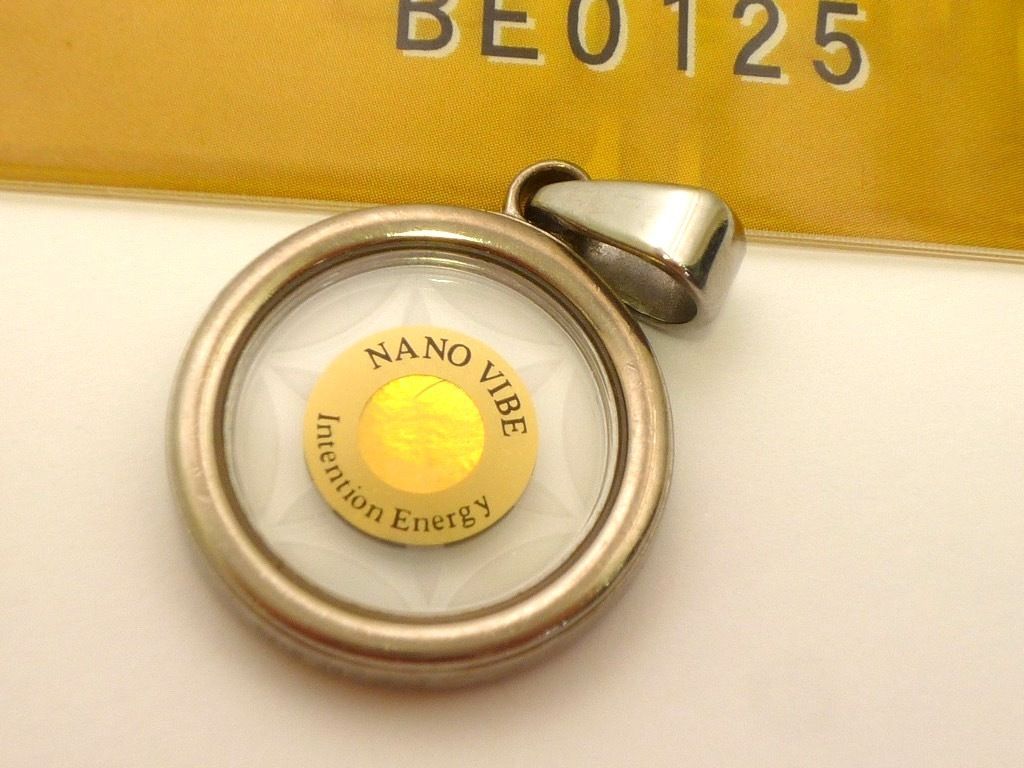 BE0125
NANO VIBE
Intention Energy